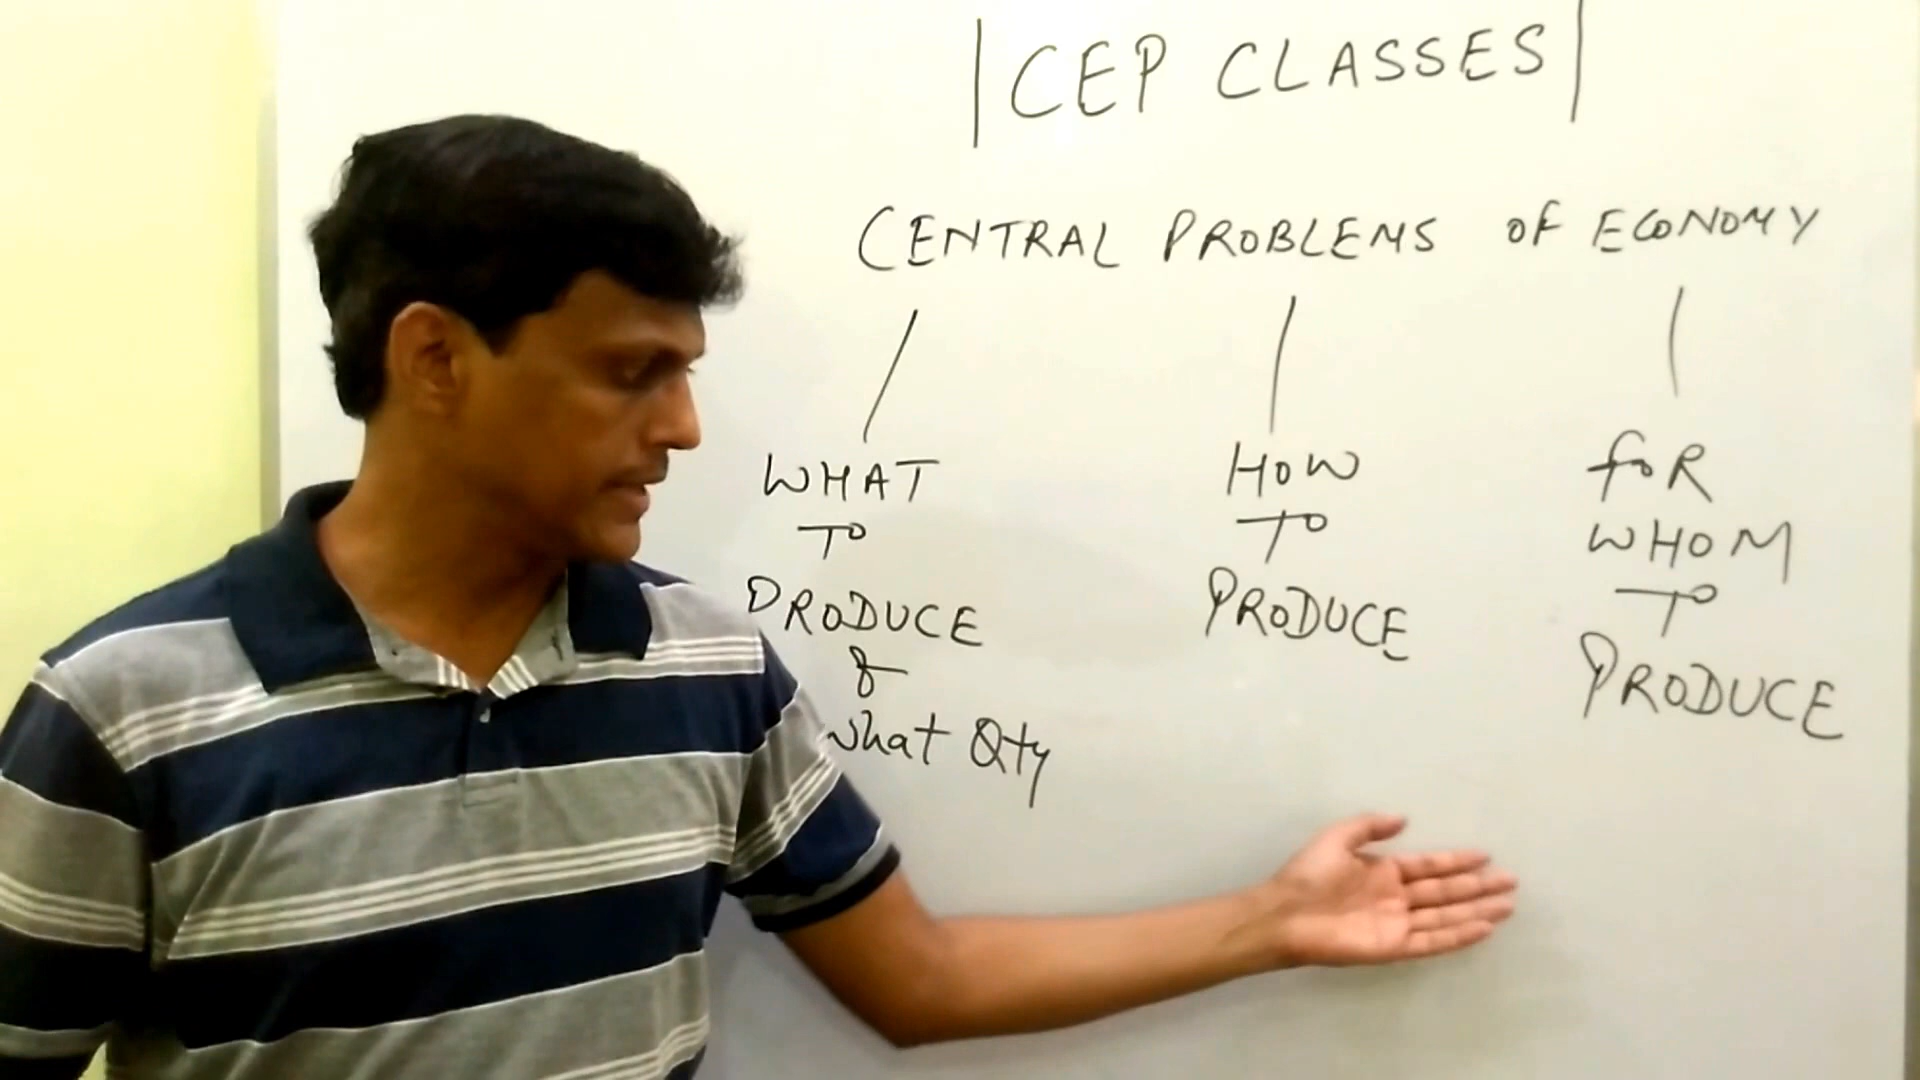 |CEP CLASSES|
CENTRAL PROBLEMS OF ECONOMY
WHAT
TO
PRODUCE
&
What Qty
HOW
TO
PRODUCE
foR
WHOM
TO
PRODUCE